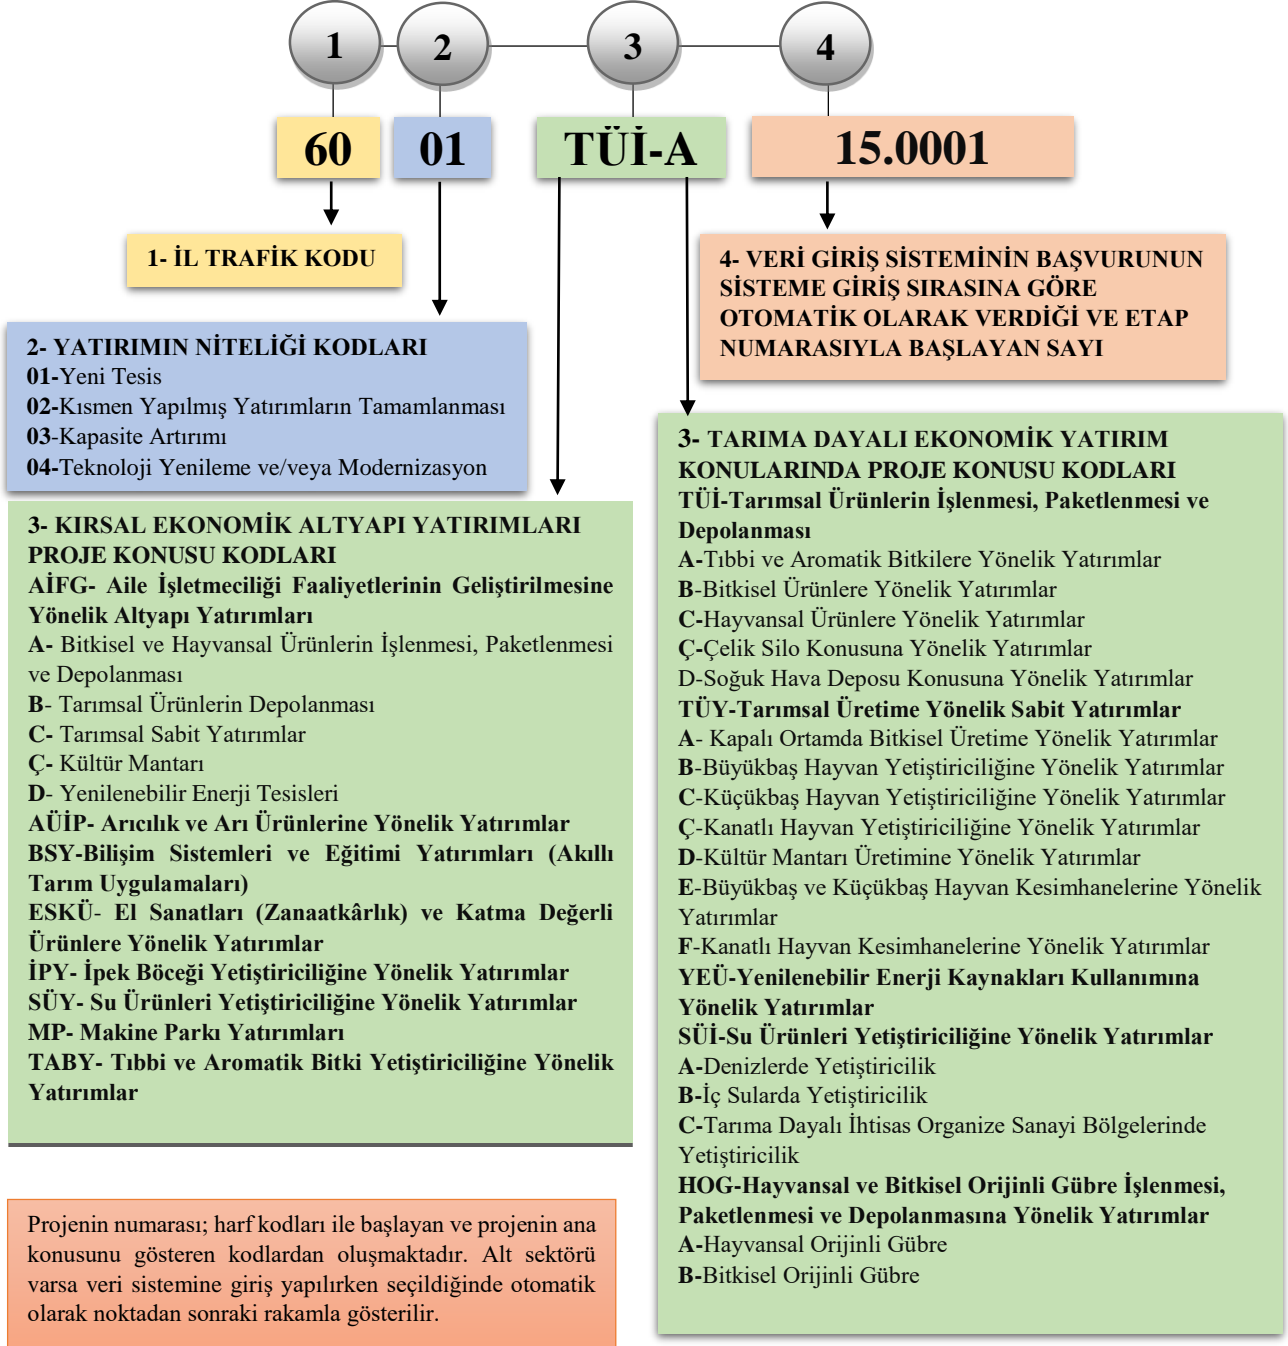 1 2 3 4
60 01 TÜİ-A 15.0001
1- İL TRAFİK KODU
4- VERİ GİRİŞ SİSTEMİNİN BAŞVURUNUN
SİSTEME GİRİŞ SIRASINA GÖRE
OTOMATİK OLARAK VERDİĞİ VE ETAP
NUMARASIYLA BAŞLAYAN SAYI
2- YATIRIMIN NİTELİĞİ KODLARI
01-Yeni Tesis
02-Kısmen Yapılmış Yatırımların Tamamlanması
03-Kapasite Artırımı
04-Teknoloji Yenileme ve/veya Modernizasyon
3- KIRSAL EKONOMİK ALTYAPI YATIRIMLARI
PROJE KONUSU KODLARI
AİFG- Aile İşletmeciliği Faaliyetlerinin Geliştirilmesine
Yönelik Altyapı Yatırımları
A- Bitkisel ve Hayvansal Ürünlerin İşlenmesi, Paketlenmesi
ve Depolanması
B- Tarımsal Ürünlerin Depolanması
C- Tarımsal Sabit Yatırımlar
Ç- Kültür Mantarı
D- Yenilenebilir Enerji Tesisleri
AÜİP- Arıcılık ve Arı Ürünlerine Yönelik Yatırımlar
BSY-Bilişim Sistemleri ve Eğitimi Yatırımları (Akıllı
Tarım Uygulamaları)
ESKÜ- El Sanatları (Zanaatkârlık) ve Katma Değerli
Ürünlere Yönelik Yatırımlar
İPY- İpek Böceği Yetiştiriciliğine Yönelik Yatırımlar
SÜY- Su Ürünleri Yetiştiriciliğine Yönelik Yatırımlar
MP- Makine Parkı Yatırımları
TABY- Tıbbi ve Aromatik Bitki Yetiştiriciliğine Yönelik
Yatırımlar
3- TARIMA DAYALI EKONOMİK YATIRIM
KONULARINDA PROJE KONUSU KODLARI
TÜİ-Tarımsal Ürünlerin İşlenmesi, Paketlenmesi ve
Depolanması
A-Tıbbi ve Aromatik Bitkilere Yönelik Yatırımlar
B-Bitkisel Ürünlere Yönelik Yatırımlar
C-Hayvansal Ürünlere Yönelik Yatırımlar
Ç-Çelik Silo Konusuna Yönelik Yatırımlar
D-Soğuk Hava Deposu Konusuna Yönelik Yatırımlar
TÜY-Tarımsal Üretime Yönelik Sabit Yatırımlar
A- Kapalı Ortamda Bitkisel Üretime Yönelik Yatırımlar
B-Büyükbaş Hayvan Yetiştiriciliğine Yönelik Yatırımlar
C-Küçükbaş Hayvan Yetiştiriciliğine Yönelik Yatırımlar
Ç-Kanatlı Hayvan Yetiştiriciliğine Yönelik Yatırımlar
D-Kültür Mantarı Üretimine Yönelik Yatırımlar
E-Büyükbaş ve Küçükbaş Hayvan Kesimhanelerine Yönelik
Yatırımlar
F-Kanatlı Hayvan Kesimhanelerine Yönelik Yatırımlar
YEÜ-Yenilenebilir Enerji Kaynakları Kullanımına
Yönelik Yatırımlar
SÜİ-Su Ürünleri Yetiştiriciliğine Yönelik Yatırımlar
A-Denizlerde Yetiştiricilik
B-İç Sularda Yetiştiricilik
C-Tarıma Dayalı İhtisas Organize Sanayi Bölgelerinde
Yetiştiricilik
HOG-Hayvansal ve Bitkisel Orijinli Gübre İşlenmesi,
Paketlenmesi ve Depolanmasına Yönelik Yatırımlar
A-Hayvansal Orijinli Gübre
B-Bitkisel Orijinli Gübre
Projenin numarası; harf kodları ile başlayan ve projenin ana
konusunu gösteren kodlardan oluşmaktadır. Alt sektörü
varsa veri sistemine giriş yapılırken seçildiğinde otomatik
olarak noktadan sonraki rakamla gösterilir.